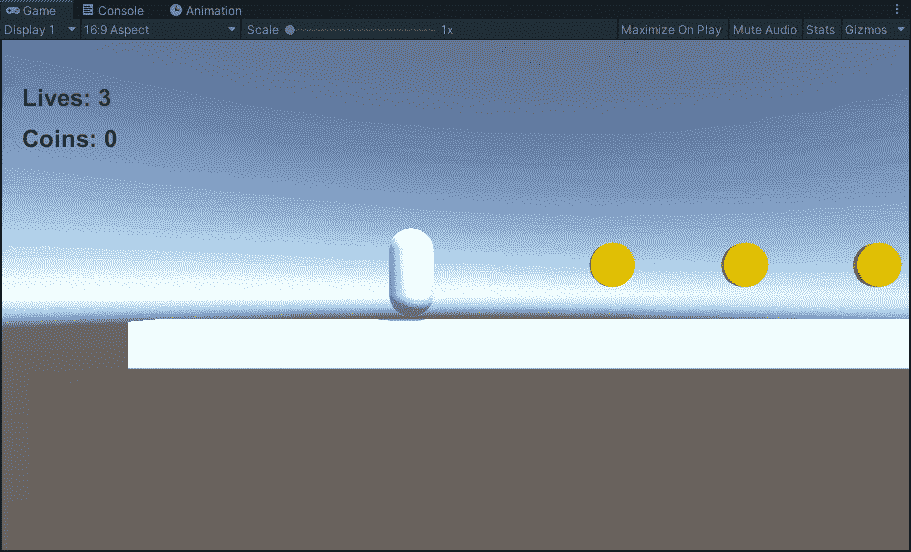 Game Console Animation
Display 1 16:9 Aspect Scale 1x Maximize On Play Mute Audio Stats Gizmos
Lives: 3
Coins: 0